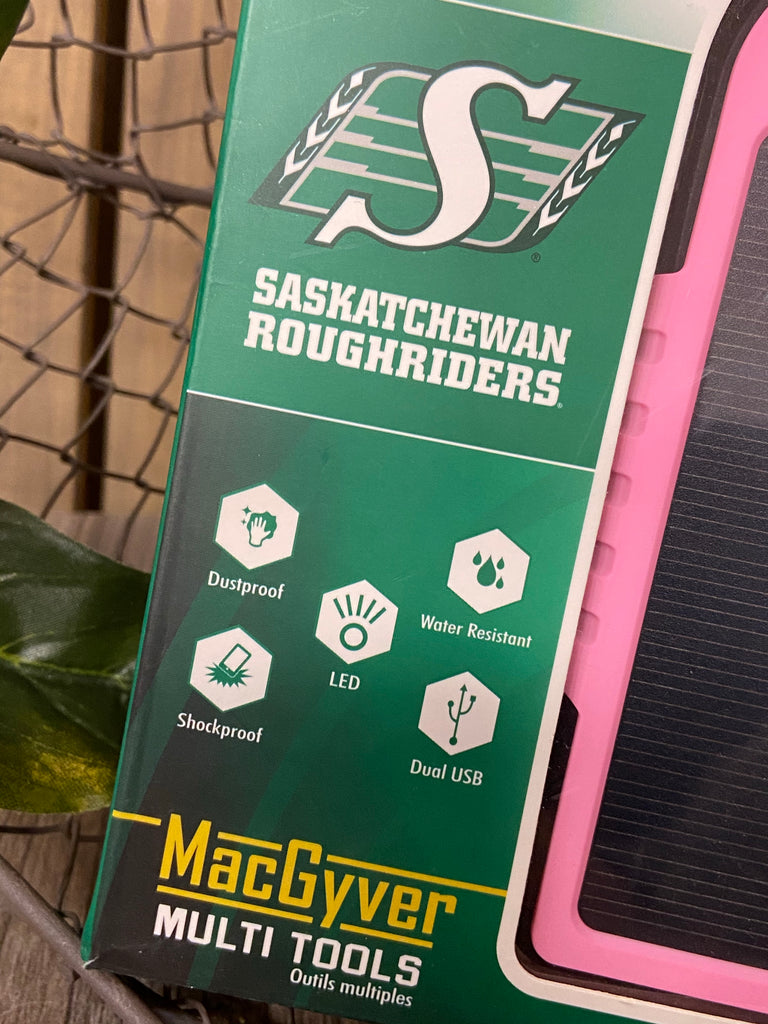 S
SASKATCHEWAN
ROUGHRIDERS
®
Dustproof
Water Resistant
LED
Shockproof
Dual USB
MacGyver
MULTI TOOLS
Outils multiples